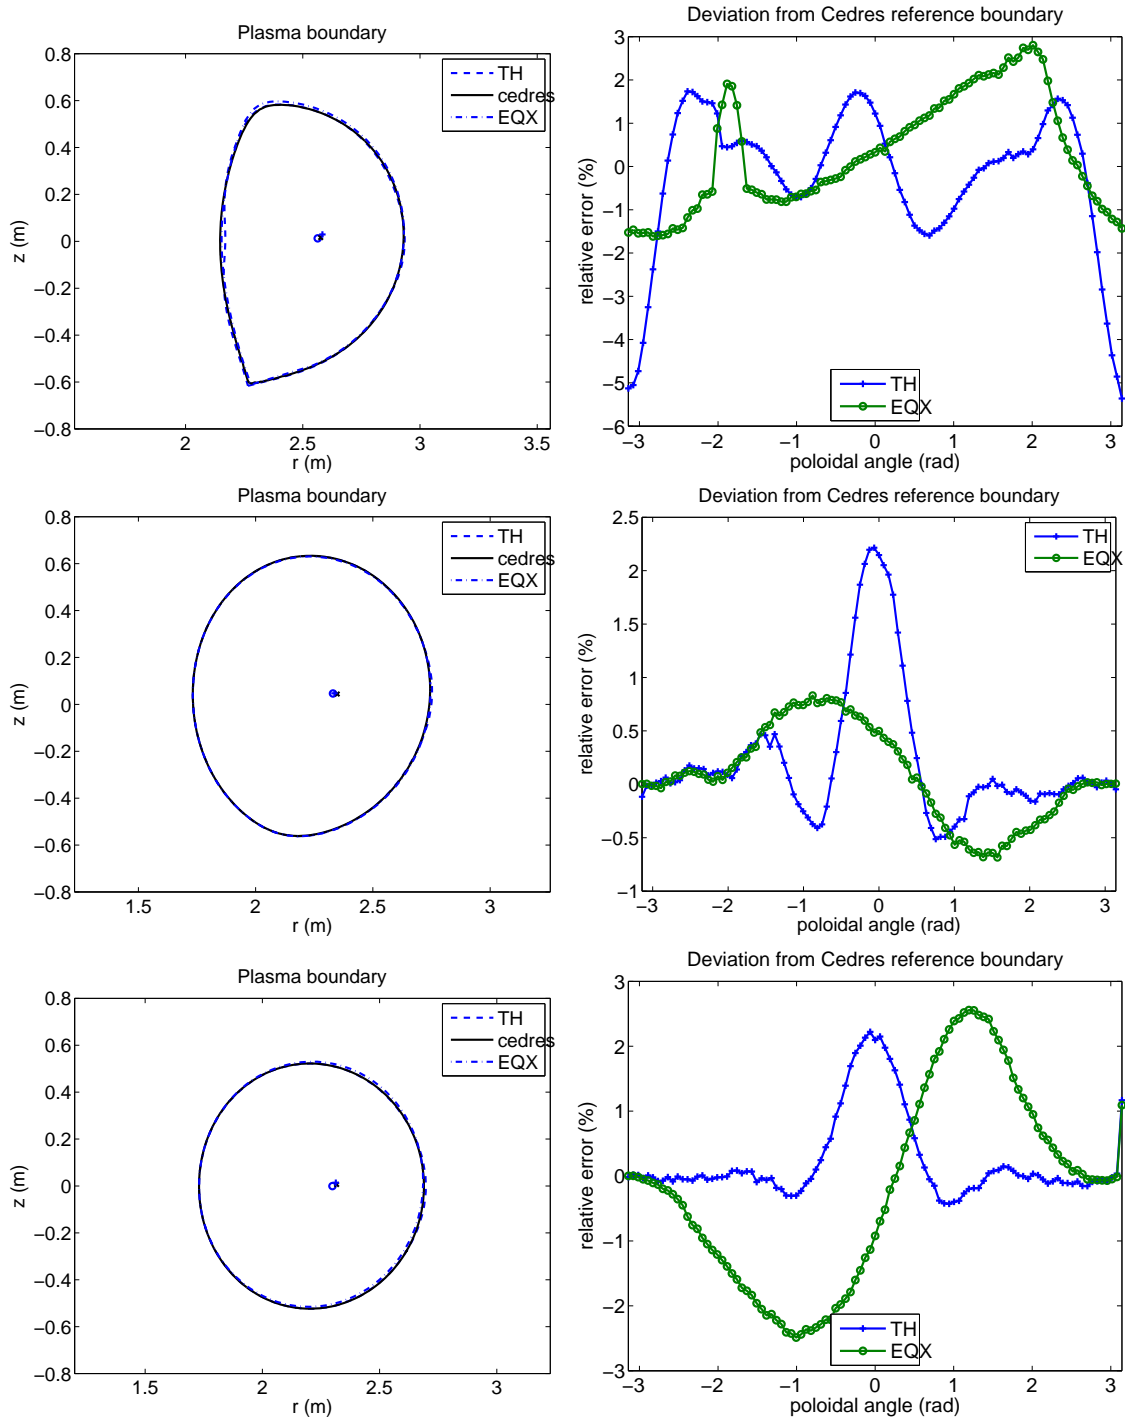 Plasma boundary
0.8
0.6
0.4
0.2
0
−0.2
−0.4
−0.6
−0.8
2
2.5
3
3.5
z (m)
r (m)
TH
cedres
EQX
Deviation from Cedres reference boundary
3
2
1
0
−1
−2
−3
−4
−5
−6
−3
−2
−1
0
1
2
3
relative error (%)
poloidal angle (rad)
TH
EQX
Plasma boundary
0.8
0.6
0.4
0.2
0
−0.2
−0.4
−0.6
−0.8
1.5
2
2.5
3
z (m)
r (m)
TH
cedres
EQX
Deviation from Cedres reference boundary
2.5
2
1.5
1
0.5
0
−0.5
−1
−3
−2
−1
0
1
2
3
relative error (%)
poloidal angle (rad)
TH
EQX
Plasma boundary
0.8
0.6
0.4
0.2
0
−0.2
−0.4
−0.6
−0.8
1.5
2
2.5
3
z (m)
r (m)
TH
cedres
EQX
Deviation from Cedres reference boundary
3
2
1
0
−1
−2
−3
−3
−2
−1
0
1
2
3
relative error (%)
poloidal angle (rad)
TH
EQX